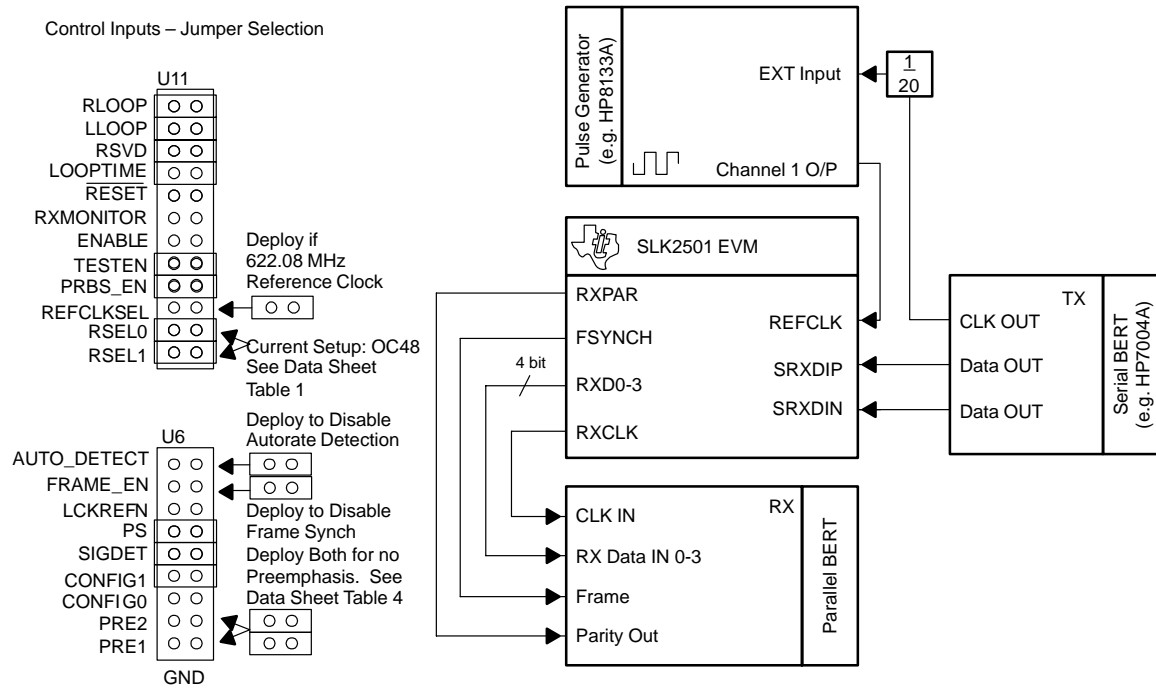 Control Inputs – Jumper Selection
U11
RLOOP
LLOOP
RSVD
LOOPTIME
RESET
RXMONITOR
ENABLE
TESTEN
PRBS_EN
REFCLKSEL
RSEL0
RSEL1
Deploy if
622.08 MHz
Reference Clock
Current Setup: OC48
See Data Sheet
Table 1
U6
AUTO_DETECT
FRAME_EN
LCKREFN
PS
SIGDET
CONFIG1
CONFIG0
PRE2
PRE1
GND
Deploy to Disable
Autorate Detection
Deploy to Disable
Frame Synch
Deploy Both for no
Preemphasis. See
Data Sheet Table 4
Pulse Generator
(e.g. HP8133A)
EXT Input
Channel 1 O/P
1
20
SLK2501 EVM
RXPAR
FSYNCH
RXD0-3
RXCLK
4 bit
REFCLK
SRXDIP
SRXDIN
TX
CLK OUT
Data OUT
Data OUT
Serial BERT
(e.g. HP7004A)
CLK IN
RX Data IN 0-3
Frame
Parity Out
RX
Parallel BERT